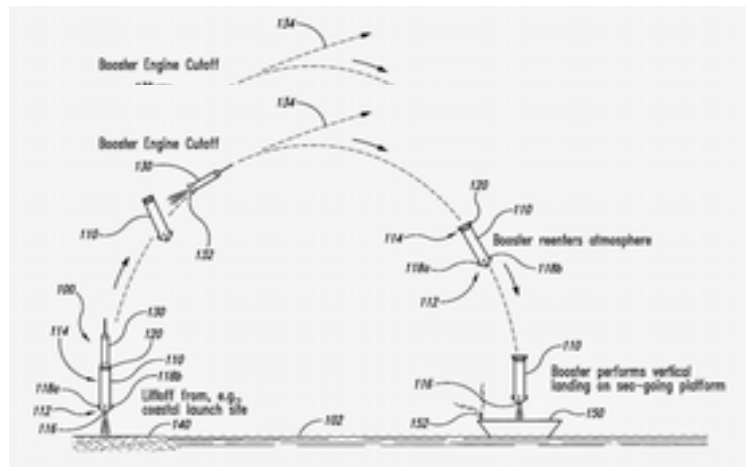 134
Booster Engine Cutoff
134
Booster Engine Cutoff
130
110
132
120
110
114
Booster reenters atmosphere
118a
118b
112
100
130
114
120
110
118a
118b
112
116
Liftoff from, e.g.,
coastal launch site
140
102
110
116
Booster performs vertical
landing on sea-going platform
152
150